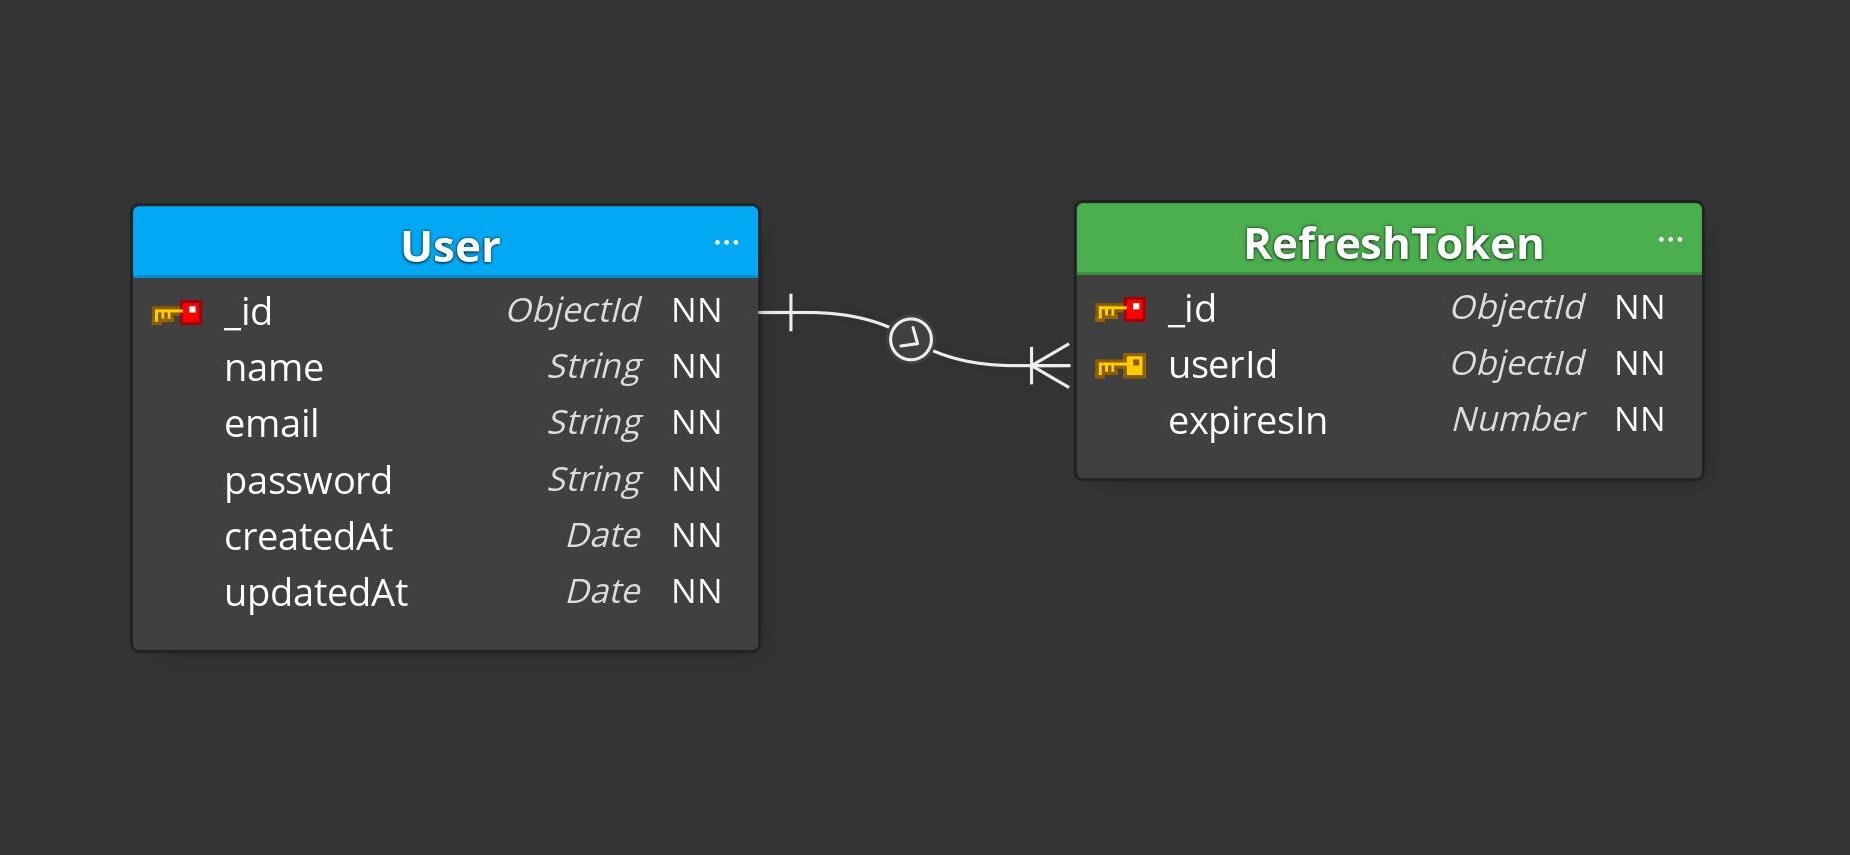 User ...
_id ObjectId NN
name String NN
email String NN
password String NN
createdAt Date NN
updatedAt Date NN
RefreshToken ...
_id ObjectId NN
userId ObjectId NN
expiresIn Number NN